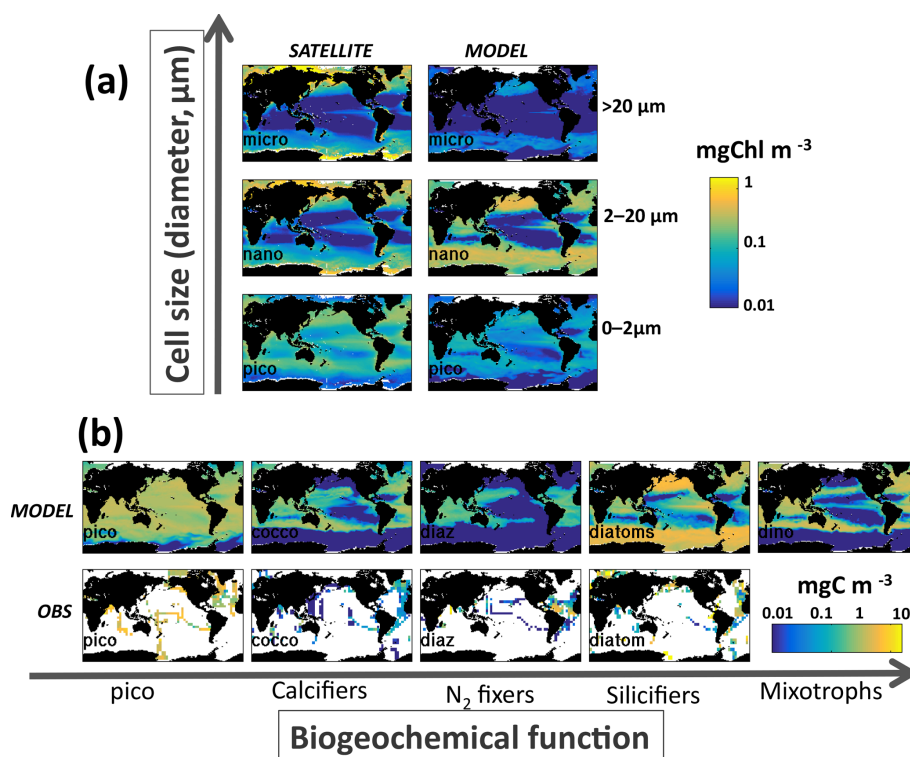 (a)
Cell size (diameter, µm)
SATELLITE MODEL
micro micro >20 µm
nano nano 2–20 µm
pico pico 0–2µm
mgChl m -3
1
0.1
0.01
(b)
MODEL
pico cocco diaz diatoms dino
OBS
pico cocco diaz diatom
mgC m -3
0.01 0.1 1 10
pico Calcifiers N2 fixers Silicifiers Mixotrophs
Biogeochemical function